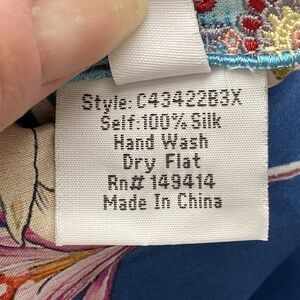 Style: C43422B3X
Self:100% Silk
Hand Wash
Dry Flat
Rn# 149414
Made In China